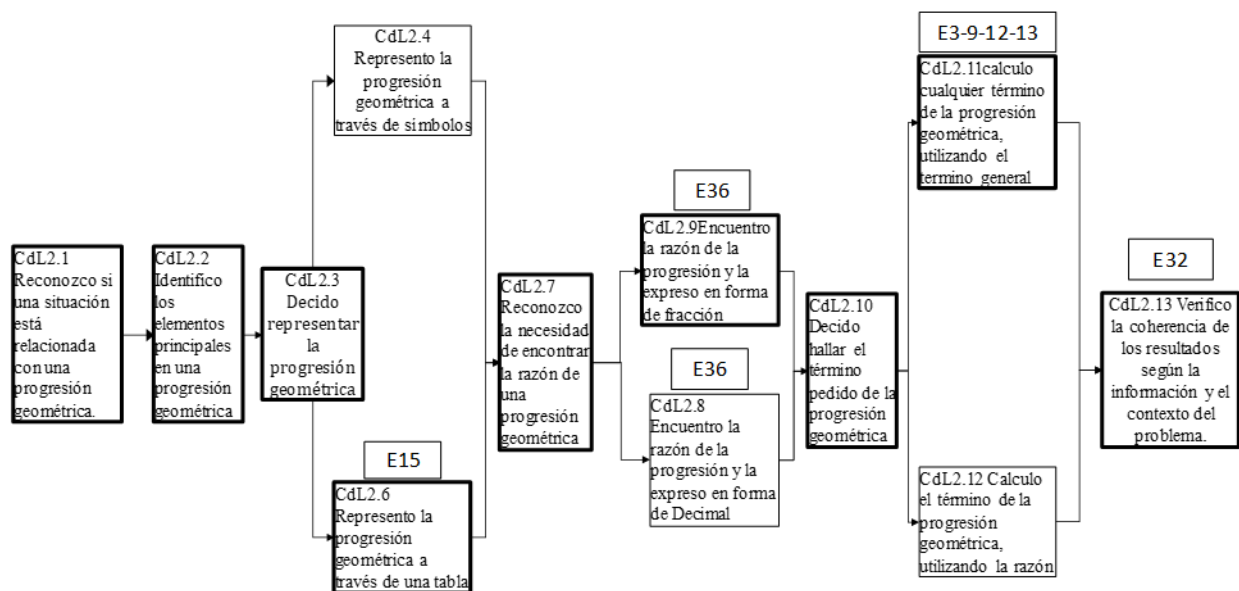 CdL2.4
Represento la
progresión
geométrica a
través de símbolos
E3-9-12-13
CdL2.11calculo
cualquier término
de la progresión
geométrica,
utilizando el
termino general
E36
CdL2.9Encuentro
la razón de la
progresión y la
expreso en forma
de fracción
E32
CdL2.1
Reconozco si
una situación
está
relacionada
con una
progresión
geométrica.
CdL2.2
Identifico
los
elementos
principales
en una
progresión
geométrica
CdL2.3
Decido
representar
la
progresión
geométrica
CdL2.7
Reconozco
la necesidad
de encontrar
la razón de
una
progresión
geométrica
CdL2.10
Decido
hallar el
término
pedido de la
progresión
geométrica
CdL2.13 Verifico
la coherencia de
los resultados
según la
información y el
contexto del
problema.
E36
CdL2.8
Encuentro la
razón de la
progresión y la
expreso en forma
de Decimal
E15
CdL2.6
Represento la
progresión
geométrica a
través de una tabla
CdL2.12 Calculo
el término de la
progresión
geométrica,
utilizando la razón